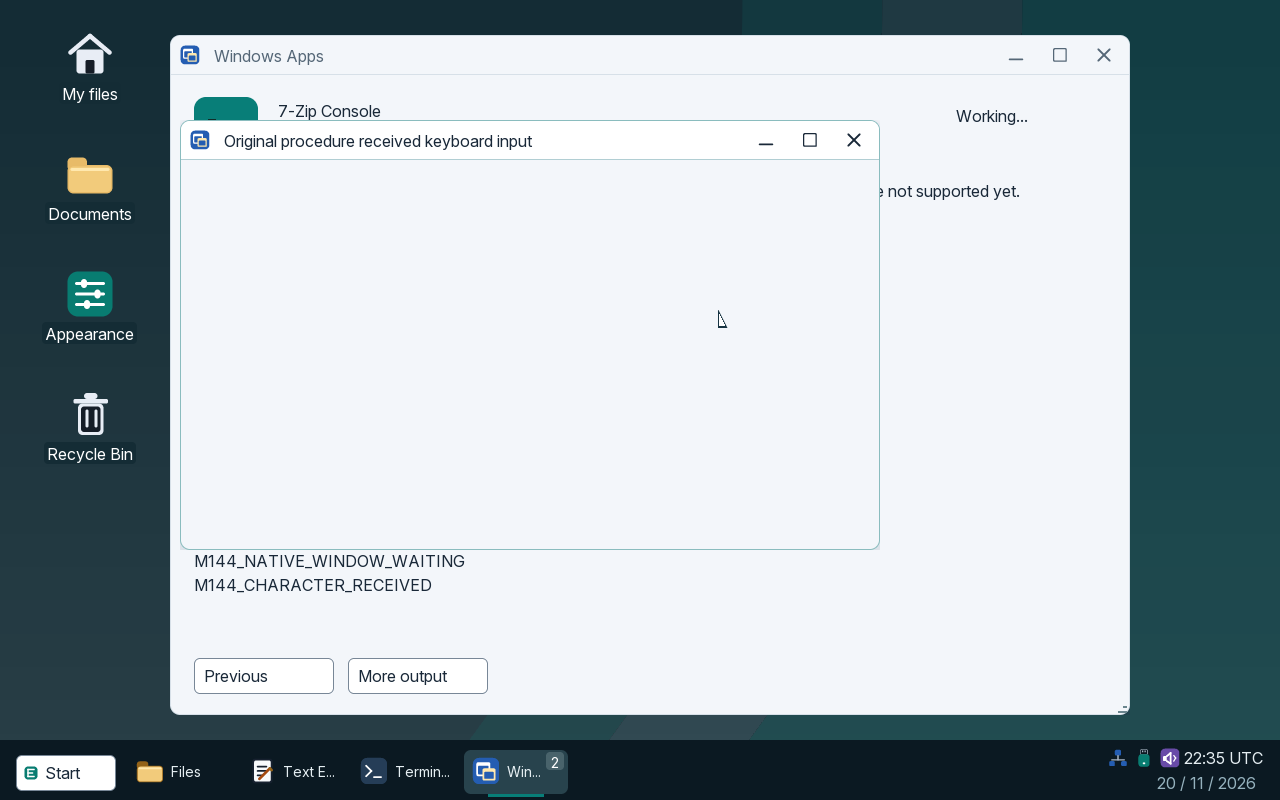 My files
Documents
Appearance
Recycle Bin
Windows Apps
7-Zip Console
Working...
Original procedure received keyboard input
not supported yet.
M144_NATIVE_WINDOW_WAITING
M144_CHARACTER_RECEIVED
Previous
More output
Start
Files
Text E...
Termin...
Win...
2
22:35 UTC
20 / 11 / 2026